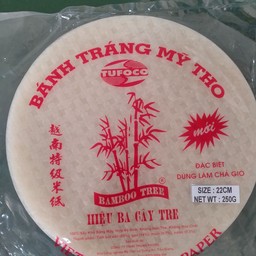 BÁNH TRÁNG MỸ THO
TUFOCO
越南特級米紙
mới
BAMBOO TREE
HIỆU BA CÂY TRE
ĐẶC BIỆT
DÙNG LÀM CHẢ GIÒ
SIZE : 22CM
NET WT : 250G
PAPER